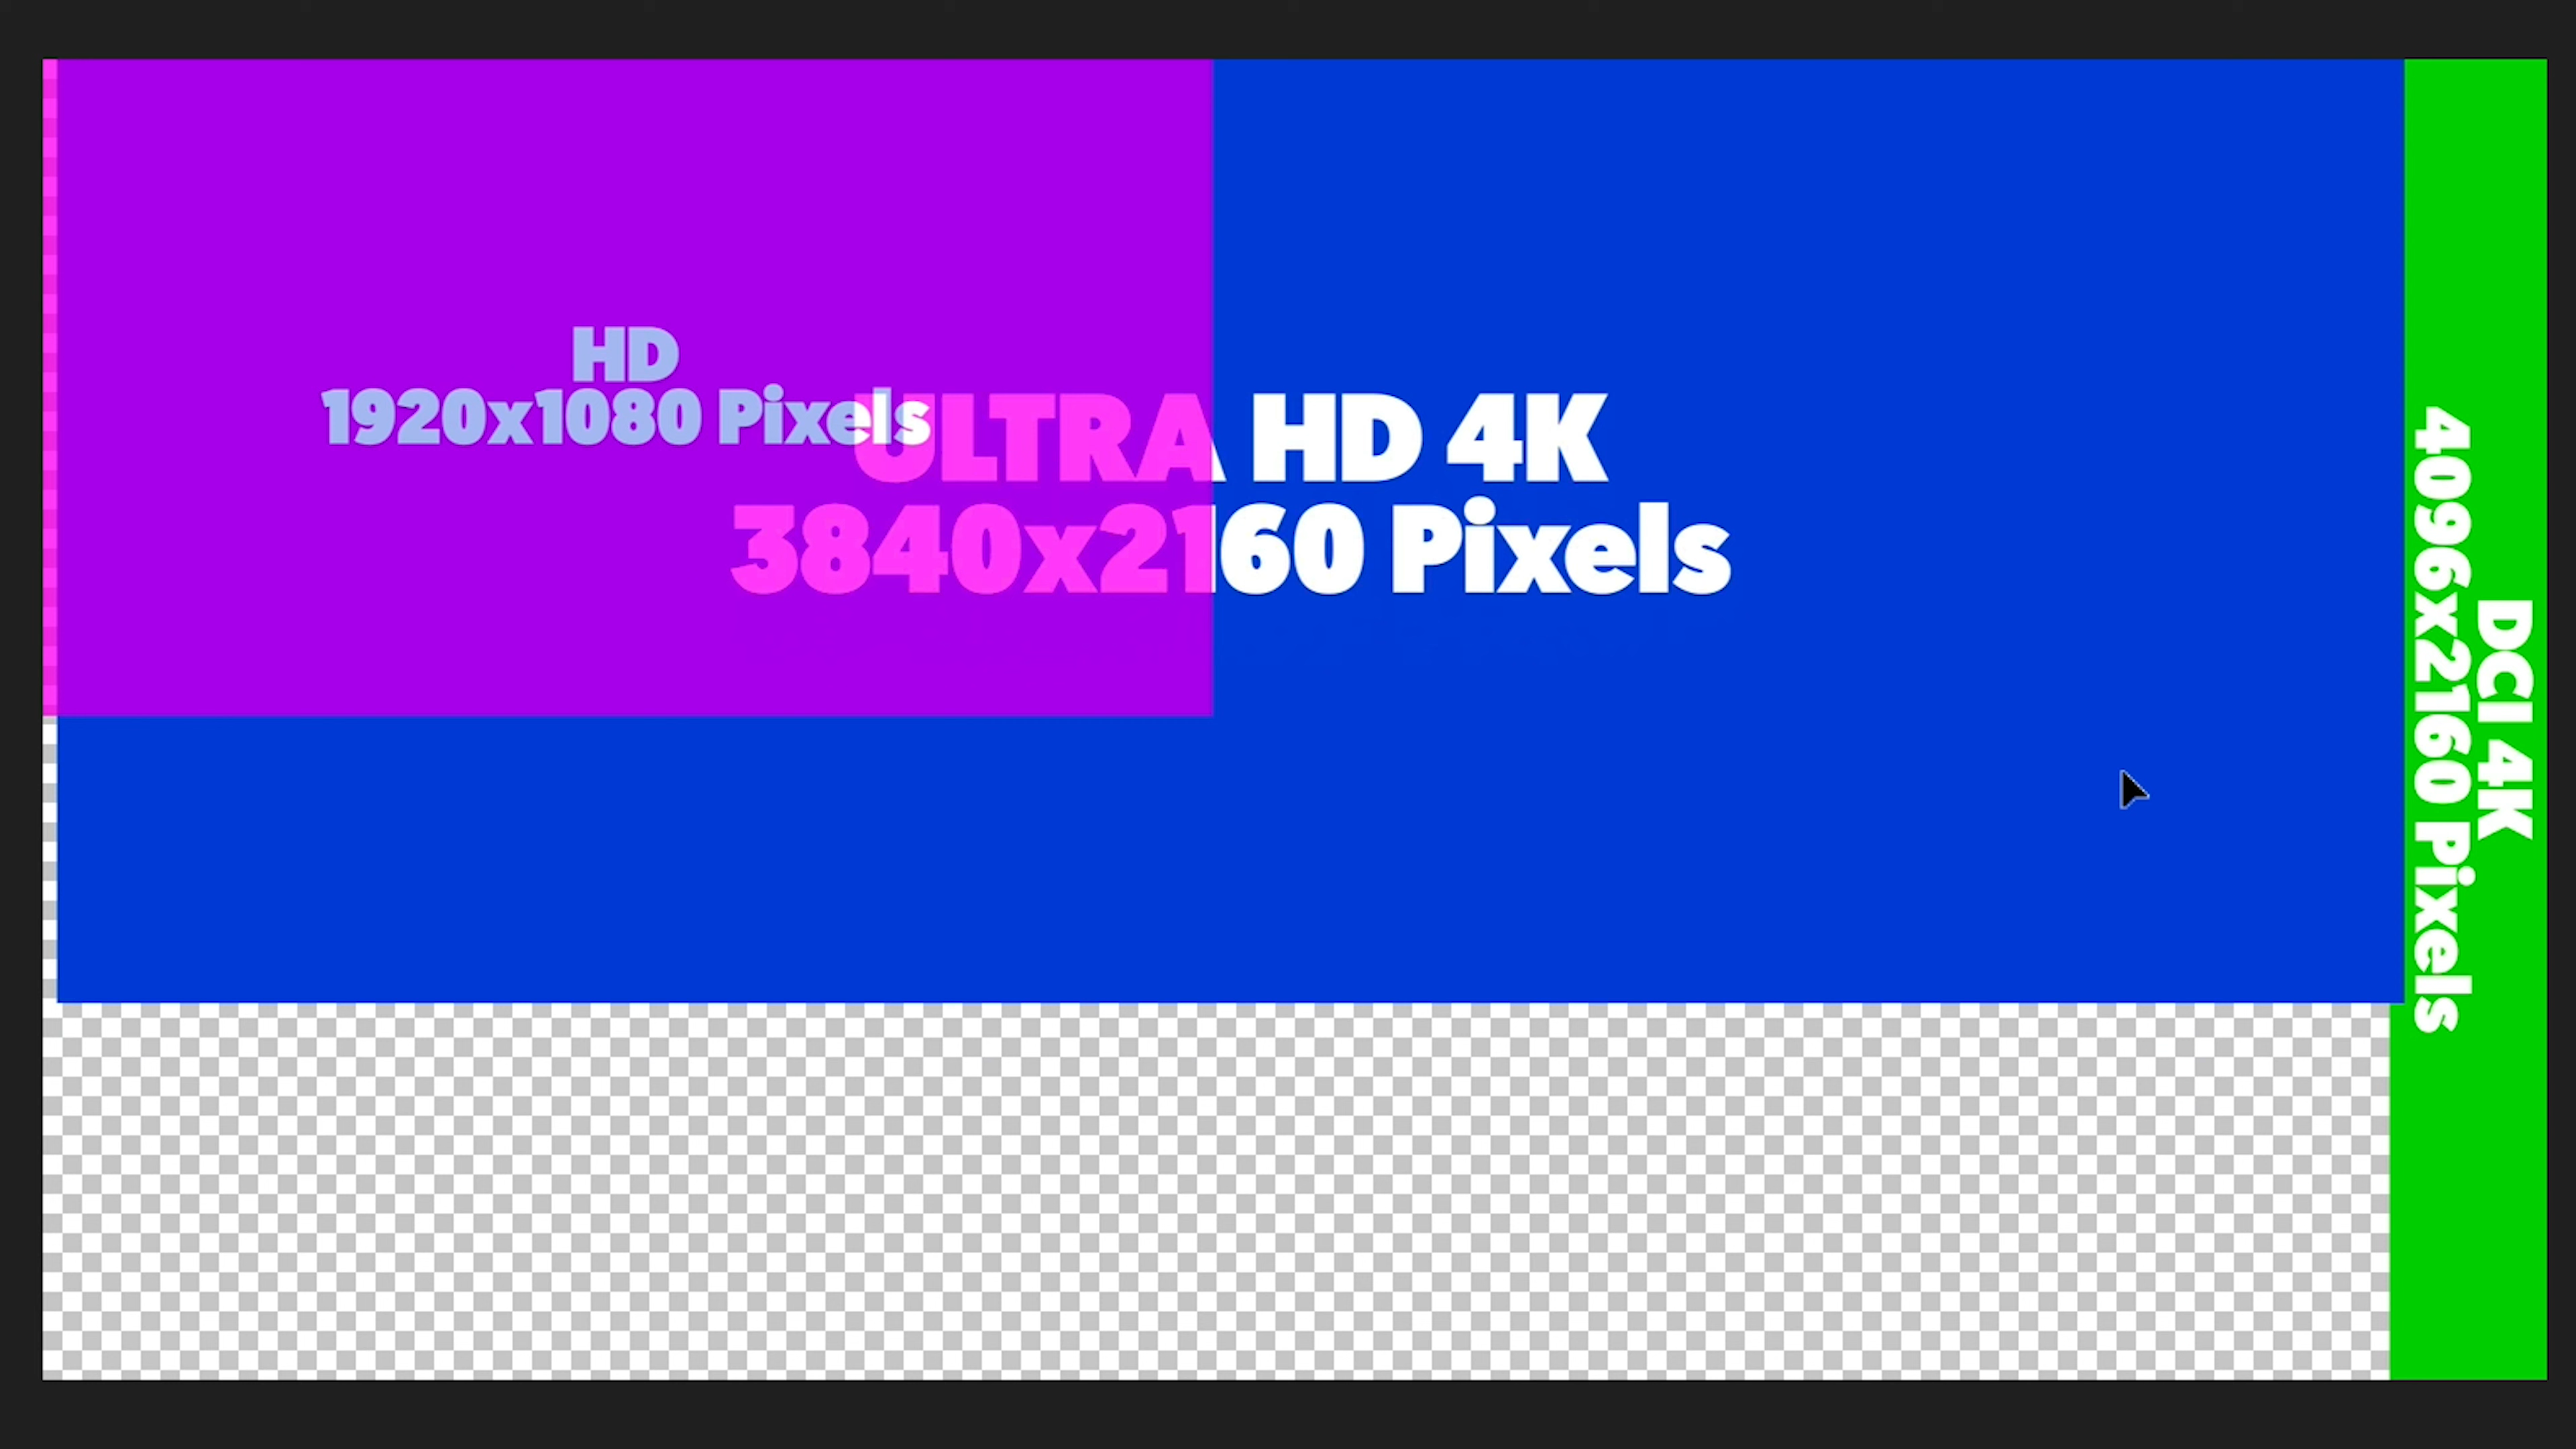 HD
1920x1080 Pixels
ULTRA HD 4K
3840x2160 Pixels
DCI 4K
4096x2160 Pixels